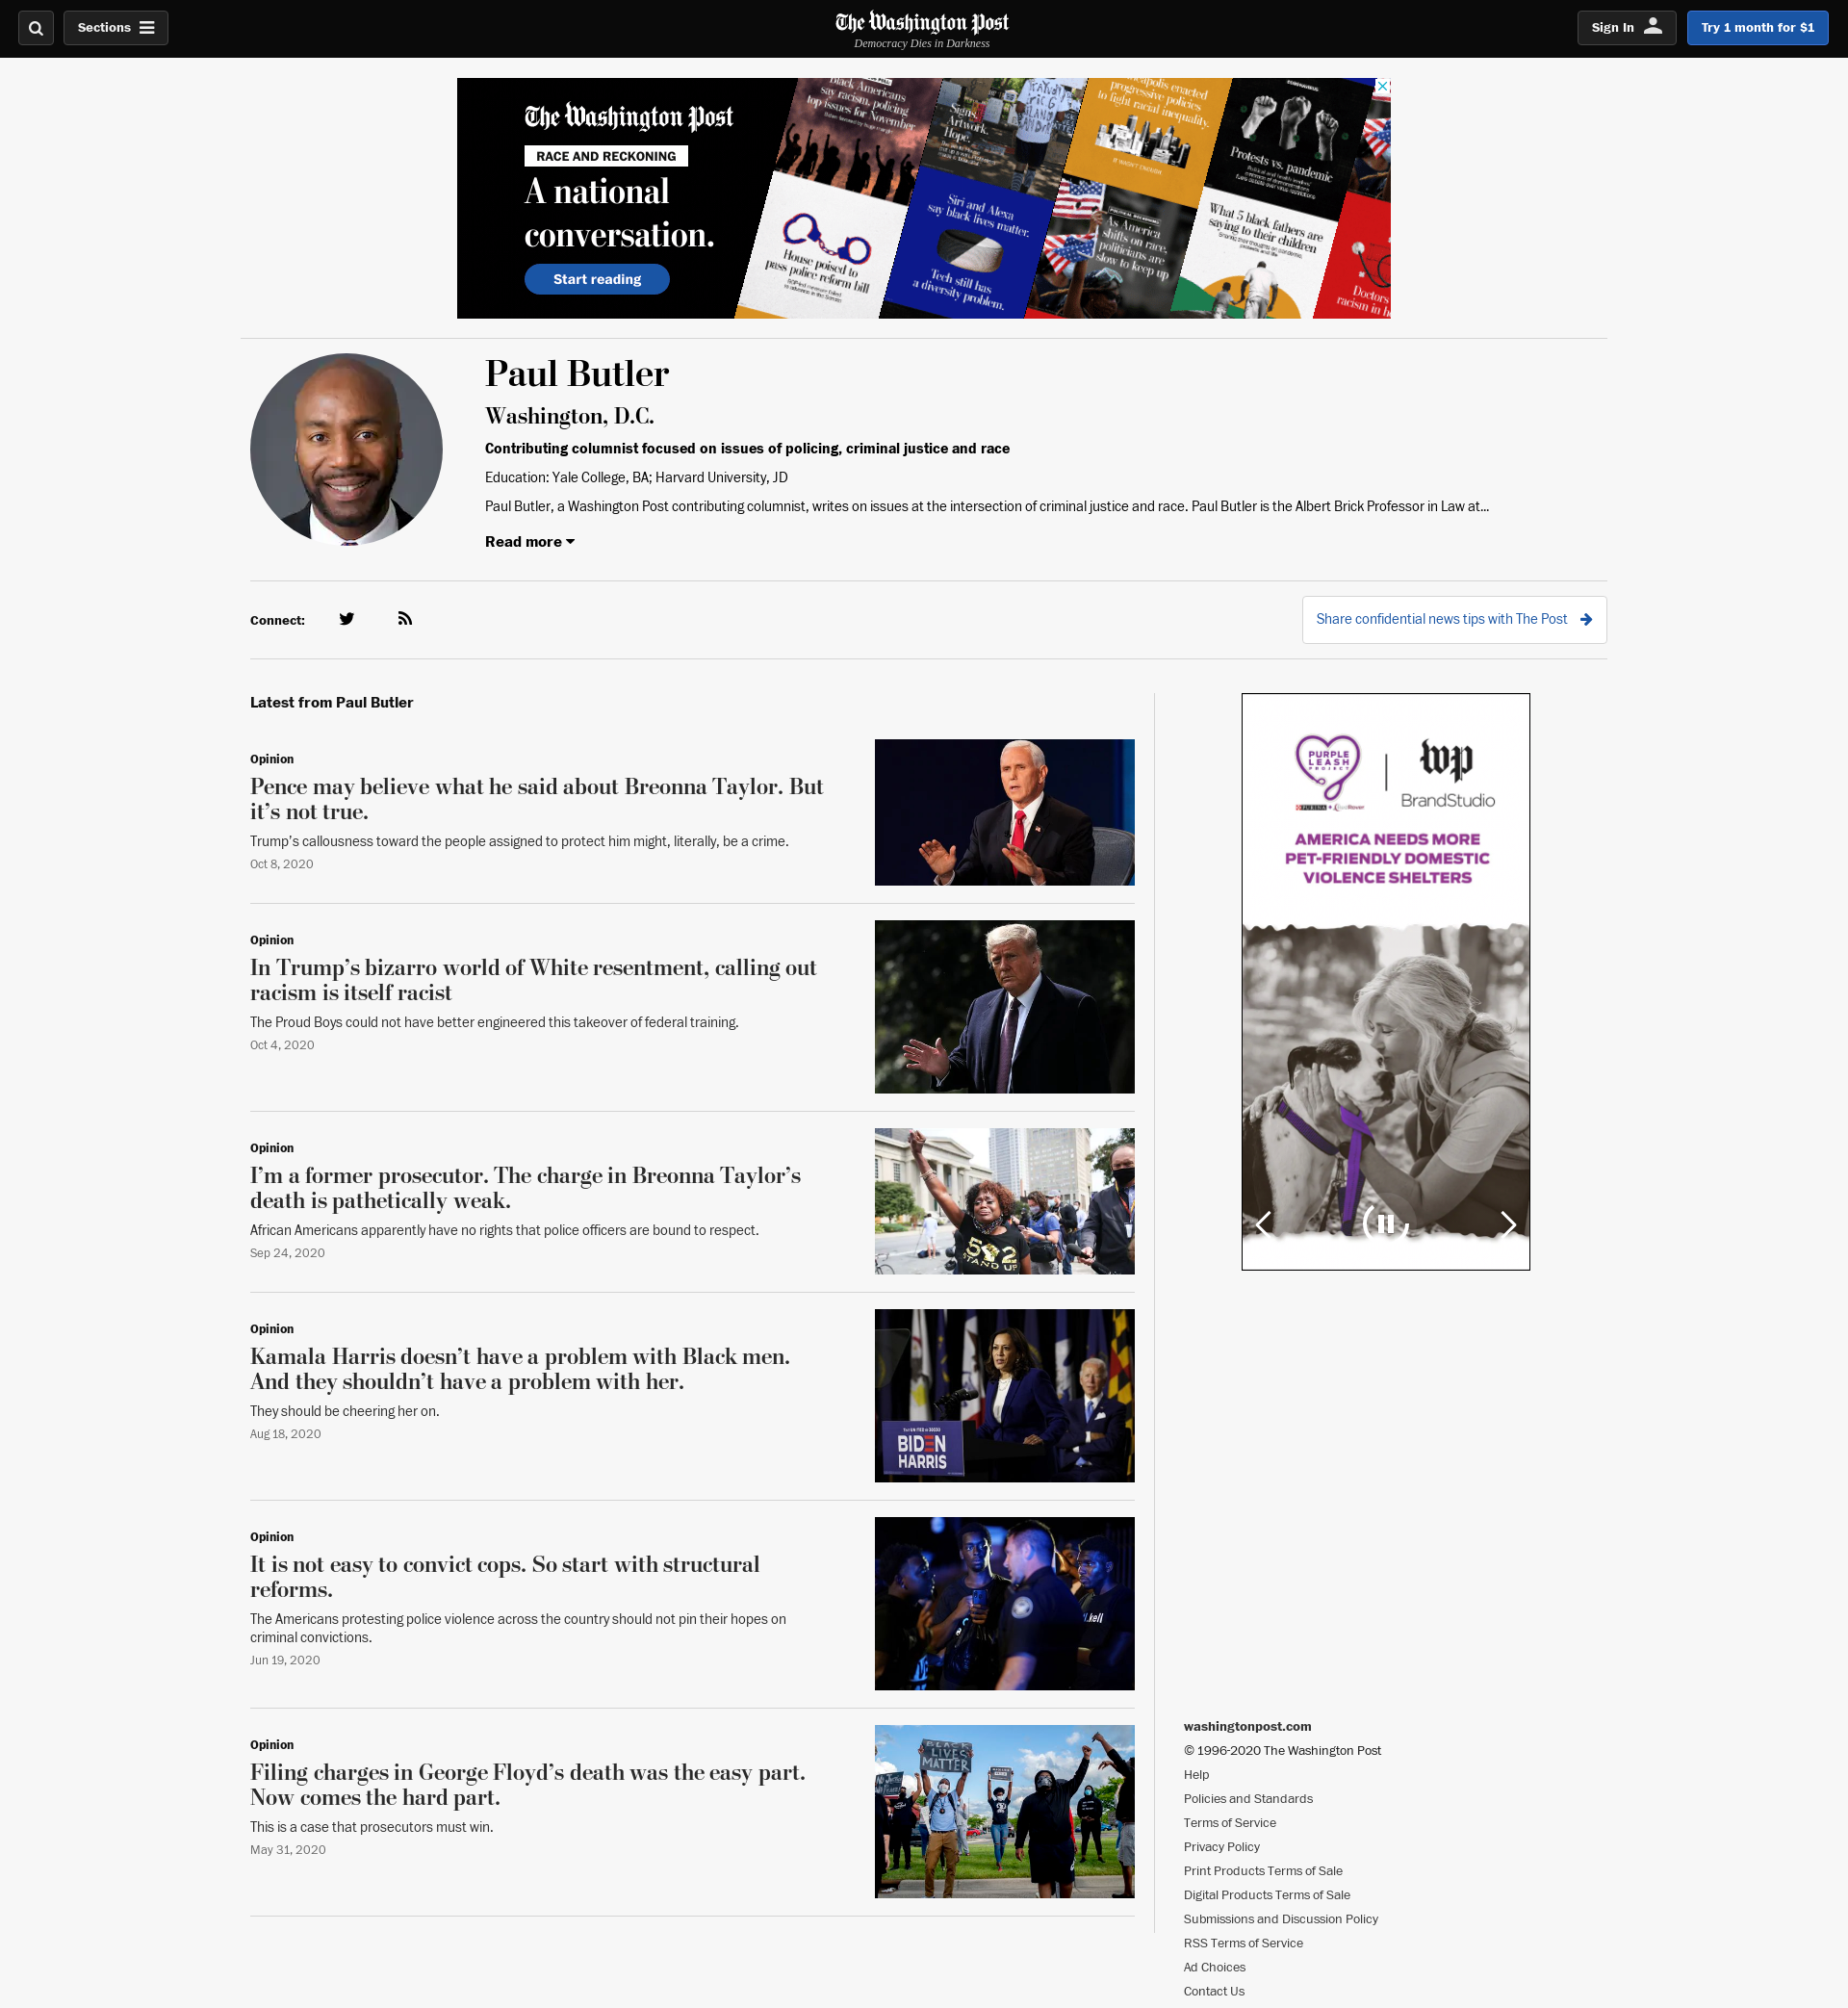 Sections
The Washington Post
Democracy Dies in Darkness
Sign In
Try 1 month for $1
The Washington Post
RACE AND RECKONING
A national
conversation.
Start reading
black Americans
say racism, policing
top issues for November
Signs.
Artwork.
Hope.
progressive policies
to fight racial inequality.
IT WASN'T ENOUGH
Protests vs. pandemic
House poised to
pass police reform bill
Siri and Alexa
say black lives matter.
Tech still has
a diversity problem.
As America
shifts on race,
politicians are
slow to keep up
What 5 black fathers are
saying to their children
Doctors
racism in
Paul Butler
Washington, D.C.
Contributing columnist focused on issues of policing, criminal justice and race
Education: Yale College, BA; Harvard University, JD
Paul Butler, a Washington Post contributing columnist, writes on issues at the intersection of criminal justice and race. Paul Butler is the Albert Brick Professor in Law at...
Read more
Connect:
Share confidential news tips with The Post
Latest from Paul Butler
Opinion
Pence may believe what he said about Breonna Taylor. But
it’s not true.
Trump’s callousness toward the people assigned to protect him might, literally, be a crime.
Oct 8, 2020
Opinion
In Trump’s bizarro world of White resentment, calling out
racism is itself racist
The Proud Boys could not have better engineered this takeover of federal training.
Oct 4, 2020
Opinion
I’m a former prosecutor. The charge in Breonna Taylor’s
death is pathetically weak.
African Americans apparently have no rights that police officers are bound to respect.
Sep 24, 2020
502
STAND UP
Opinion
Kamala Harris doesn’t have a problem with Black men.
And they shouldn’t have a problem with her.
They should be cheering her on.
Aug 18, 2020
BIDEN
HARRIS
Opinion
It is not easy to convict cops. So start with structural
reforms.
The Americans protesting police violence across the country should not pin their hopes on
criminal convictions.
Jun 19, 2020
Opinion
Filing charges in George Floyd’s death was the easy part.
Now comes the hard part.
This is a case that prosecutors must win.
May 31, 2020
BLACK
LIVES
MATTER
PURPLE
LEASH
PROJECT
PURINA
wp
BrandStudio
AMERICA NEEDS MORE
PET-FRIENDLY DOMESTIC
VIOLENCE SHELTERS
washingtonpost.com
© 1996-2020 The Washington Post
Help
Policies and Standards
Terms of Service
Privacy Policy
Print Products Terms of Sale
Digital Products Terms of Sale
Submissions and Discussion Policy
RSS Terms of Service
Ad Choices
Contact Us